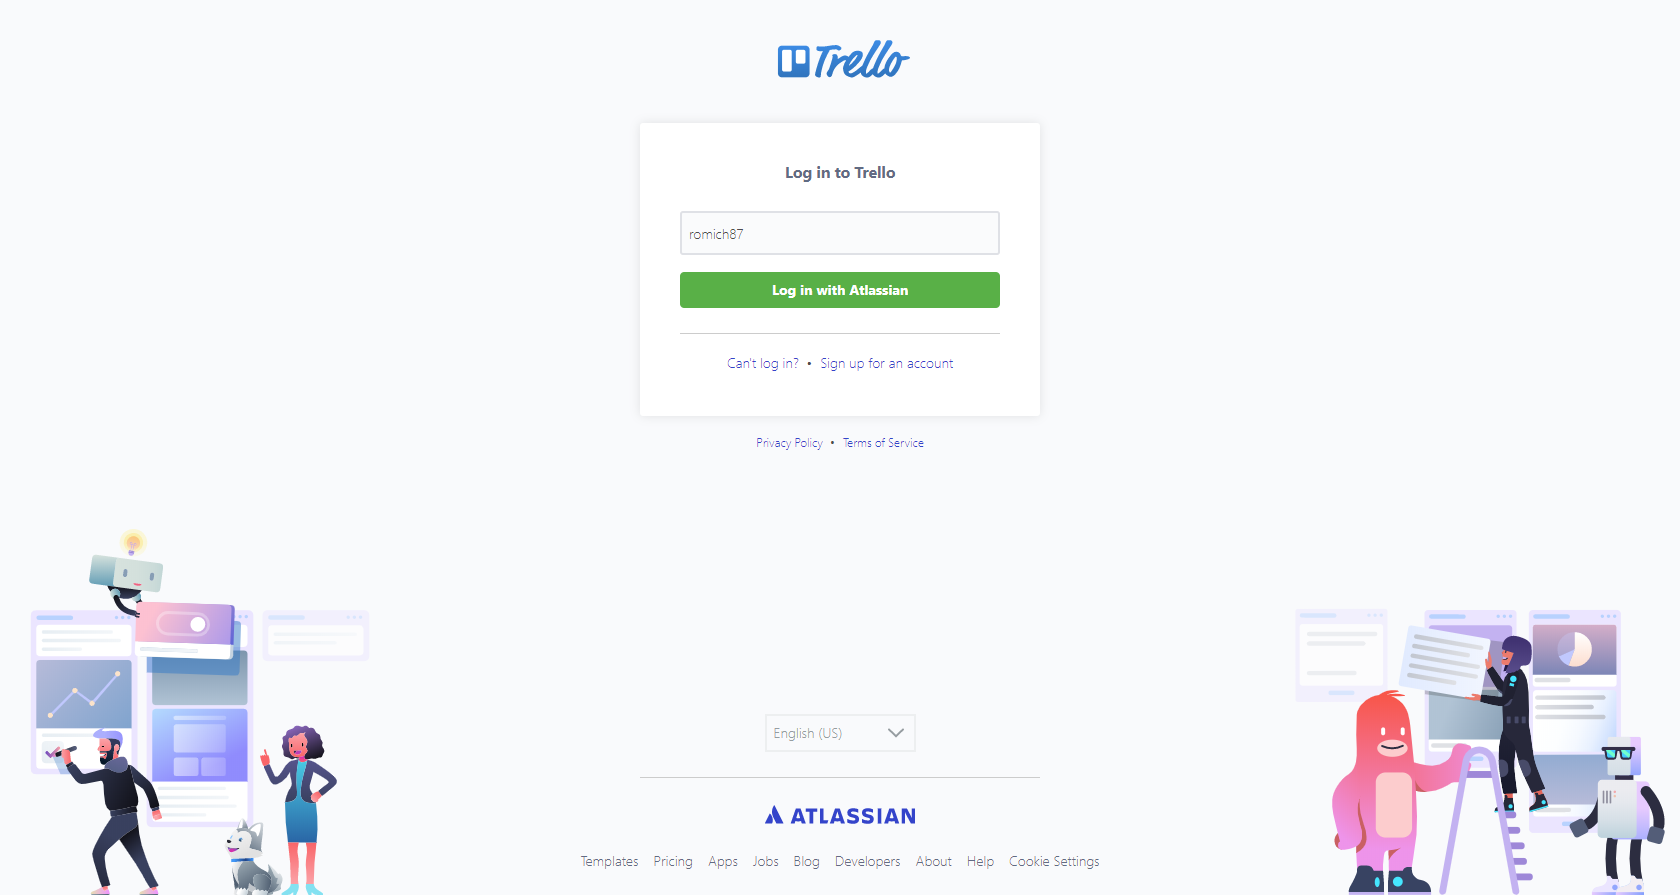 Trello
Log in to Trello
romich87
Log in with Atlassian
Can't log in? • Sign up for an account
Privacy Policy • Terms of Service
English (US)
ATLASSIAN
Templates Pricing Apps Jobs Blog Developers About Help Cookie Settings